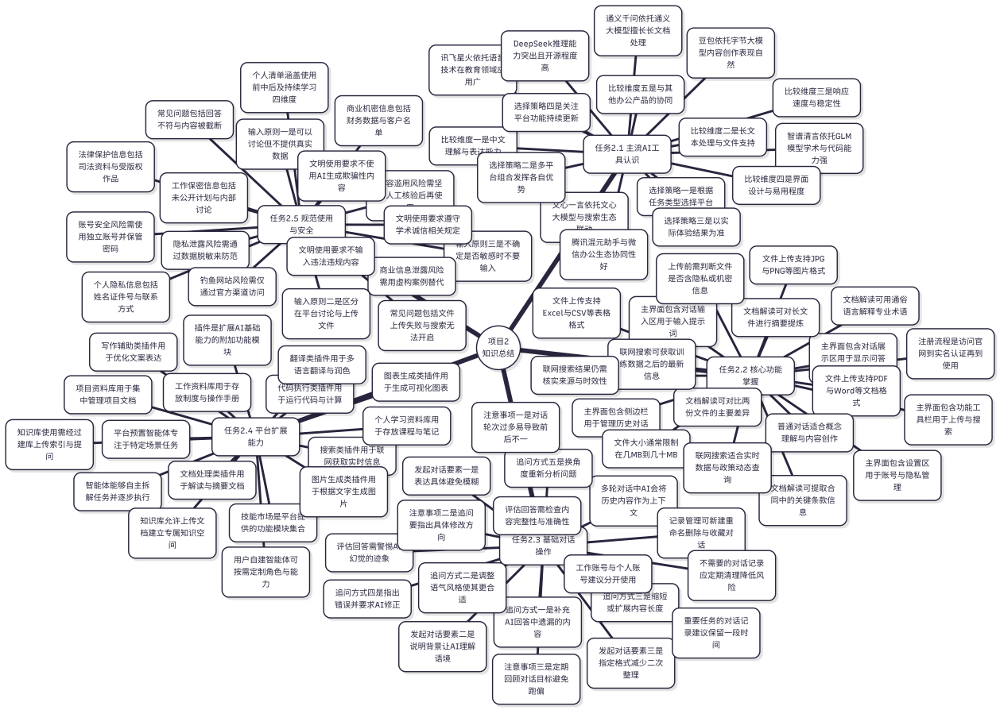 项目2
知识总结
任务2.1 主流AI工
具认识
通义千问依托通义
大模型擅长长文档
处理
DeepSeek推理能
力突出且开源程度
高
讯飞星火依托语音
技术在教育领域应
用广
豆包依托字节大模
型内容创作表现自
然
比较维度五是与其
他办公产品的协同
选择策略四是关注
平台功能持续更新
比较维度三是响应
速度与稳定性
比较维度二是长文
本处理与文件支持
智谱清言依托GLM
模型学术与代码能
力强
比较维度一是中文
理解与表达能力
选择策略二是多平
台组合发挥各自优
势
比较维度四是界面
设计与易用程度
选择策略一是根据
任务类型选择平台
选择策略三是以实
际体验结果为准
文心一言依托文心
大模型与搜索生态
联动
腾讯混元助手与微
信办公生态协同性
好
任务2.2 核心功能
掌握
上传前需判断文件
是否含隐私或机密
信息
文件上传支持JPG
与PNG等图片格式
文件上传支持
Excel与CSV等表格
格式
主界面包含对话输
入区用于输入提示
词
文档解读可对长文
件进行摘要提炼
文档解读可用通俗
语言解释专业术语
主界面包含对话展
示区用于显示问答
注册流程是访问官
网到实名认证再到
使用
联网搜索可获取训
练数据之后的最新
信息
联网搜索结果仍需
核实来源与时效性
文件上传支持PDF
与Word等文档格
式
主界面包含功能工
具栏用于上传与搜
索
主界面包含侧边栏
用于管理历史对话
文档解读可对比两
份文件的主要差异
普通对话适合概念
理解与内容创作
文件大小通常限制
在几MB到几十MB
联网搜索适合实时
数据与政策动态查
询
主界面包含设置区
用于账号与隐私管
理
文档解读可提取合
同中的关键条款信
息
任务2.3 基础对话
操作
注意事项一是对话
轮次过多易导致前
后不一
追问方式五是换角
度重新分析问题
发起对话要素一是
表达具体避免模糊
多轮对话中AI会将
历史内容作为上下
文
评估回答需检查内
容完整性与准确性
注意事项二是追问
要指出具体修改方
向
记录管理可新建重
命名删除与收藏对
话
评估回答需警惕AI
幻觉的迹象
不需要的对话记录
应定期清理降低风
险
工作账号与个人账
号建议分开使用
追问方式二是调整
语气风格使其更合
适
追问方式四是指出
错误并要求AI修正
追问方式三是缩短
或扩展内容长度
追问方式一是补充
AI回答中遗漏的内
容
重要任务的对话记
录建议保留一段时
间
发起对话要素二是
说明背景让AI理解
语境
发起对话要素三是
指定格式减少二次
整理
注意事项三是定期
回顾对话目标避免
跑偏
任务2.4 平台扩展
能力
插件是扩展AI基础
能力的附加功能模
块
写作辅助类插件用
于优化文案表达
翻译类插件用于多
语言翻译与润色
图表生成类插件用
于生成可视化图表
项目资料库用于集
中管理项目文档
工作资料库用于存
放制度与操作手册
代码执行类插件用
于运行代码与计算
个人学习资料库用
于存放课程与笔记
知识库使用需经过
建库上传索引与提
问
平台预置智能体专
注于特定场景任务
搜索类插件用于联
网获取实时信息
文档处理类插件用
于解读与摘要文档
图片生成类插件用
于根据文字生成图
片
智能体能够自主拆
解任务并逐步执行
技能市场是平台提
供的功能模块集合
知识库允许上传文
档建立专属知识空
间
用户自建智能体可
按需定制角色与能
力
任务2.5 规范使用
与安全
个人清单涵盖使用
前中后及持续学习
四维度
常见问题包括回答
不符与内容被截断
商业机密信息包括
财务数据与客户名
单
输入原则一是可以
讨论但不提供真实
数据
法律保护信息包括
司法资料与受版权
作品
文明使用要求不使
用AI生成欺骗性内
容
容滥用风险需坚
人工核验后再使
工作保密信息包括
未公开计划与内部
讨论
文明使用要求遵守
学术诚信相关规定
账号安全风险需使
用独立账号并保管
密码
隐私泄露风险需通
过数据脱敏来防范
文明使用要求不输
入违法违规内容
输入原则三是不确
定是否敏感时不要
输入
商业信息泄露风险
需用虚构案例替代
个人隐私信息包括
姓名证件号与联系
方式
钓鱼网站风险需仅
通过官方渠道访问
输入原则二是区分
在平台讨论与上传
文件
常见问题包括文件
上传失败与搜索无
法开启